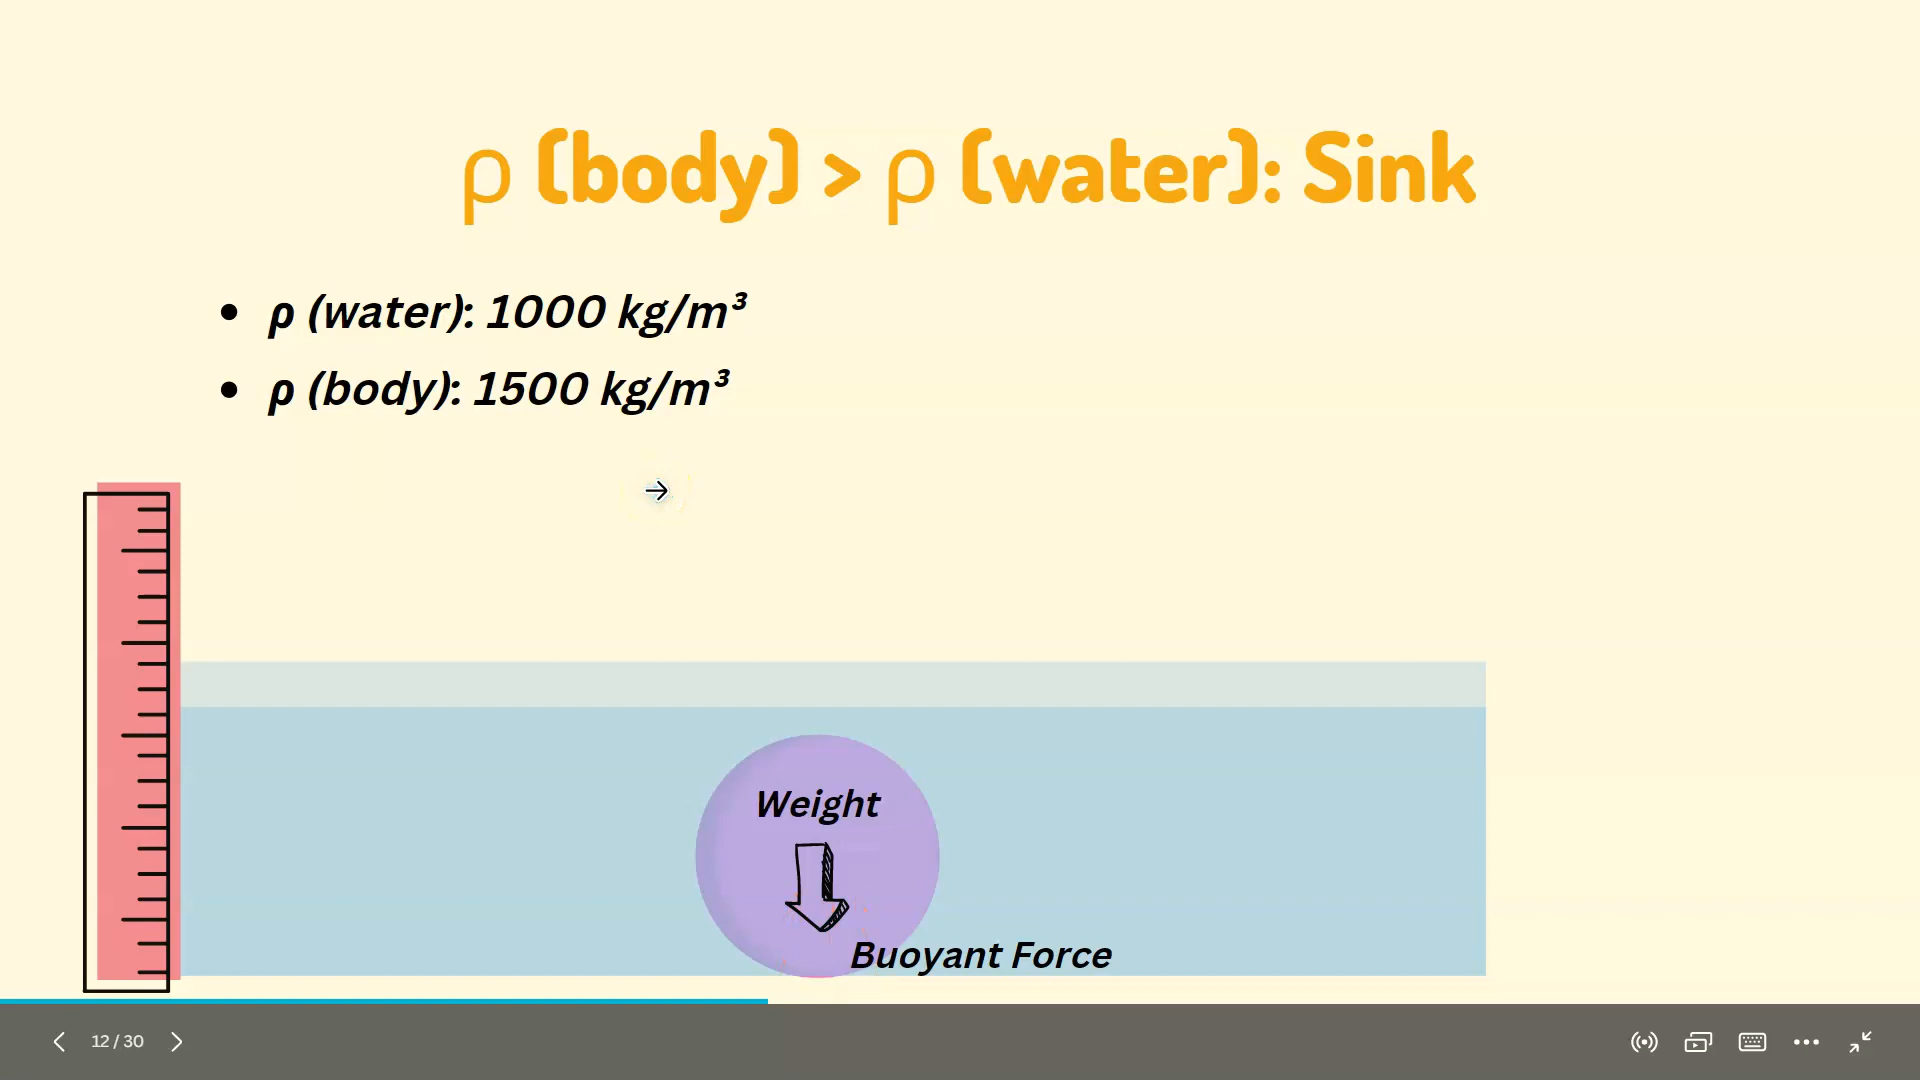 ρ (body) > ρ (water): Sink
• ρ (water): 1000 kg/m³
• ρ (body): 1500 kg/m³
Weight
Buoyant Force
12 / 30